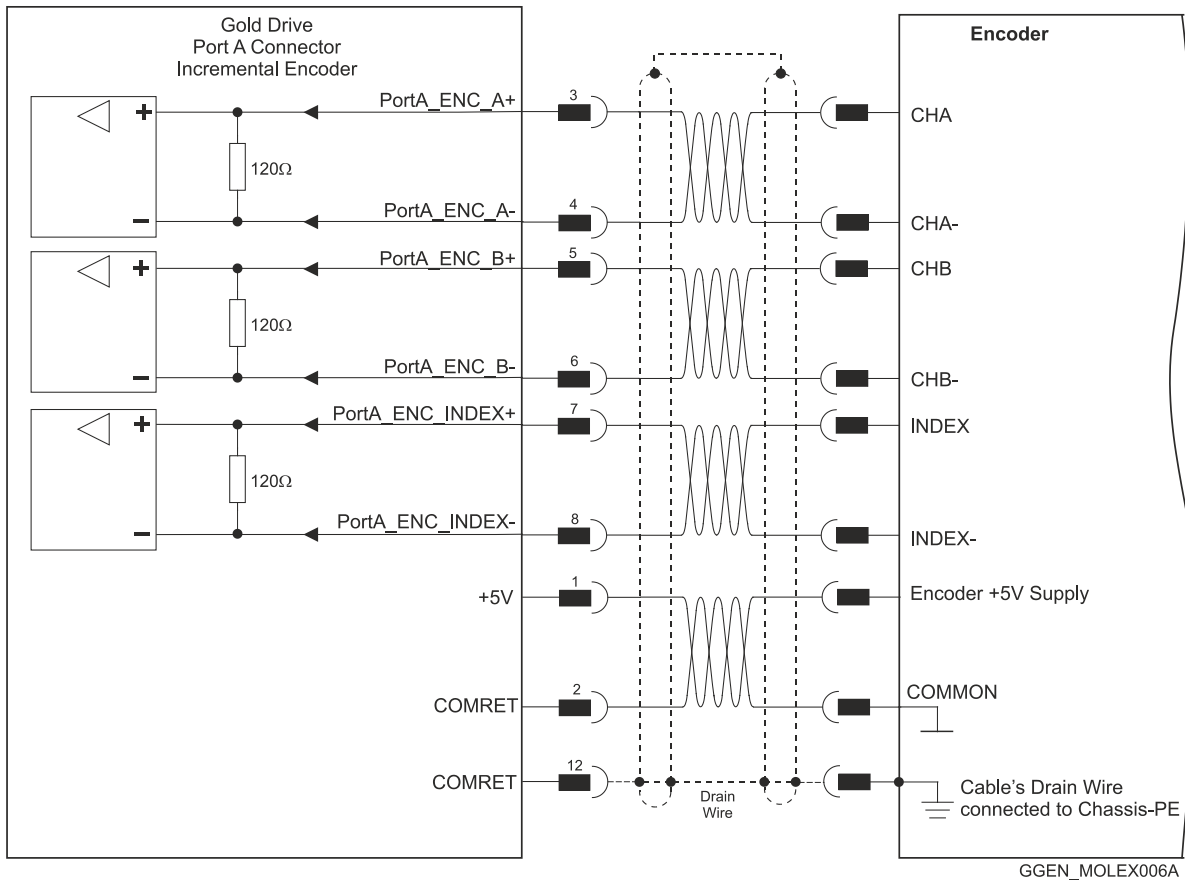 Gold Drive
Port A Connector
Incremental Encoder
Encoder
+
PortA_ENC_A+
3
CHA
120Ω
-
PortA_ENC_A-
4
CHA-
+
PortA_ENC_B+
5
CHB
120Ω
-
PortA_ENC_B-
6
CHB-
+
PortA_ENC_INDEX+
7
INDEX
120Ω
-
PortA_ENC_INDEX-
8
INDEX-
+5V
1
Encoder +5V Supply
COMRET
2
COMMON
COMRET
12
Drain
Wire
Cable's Drain Wire
connected to Chassis-PE
GGEN_MOLEX006A